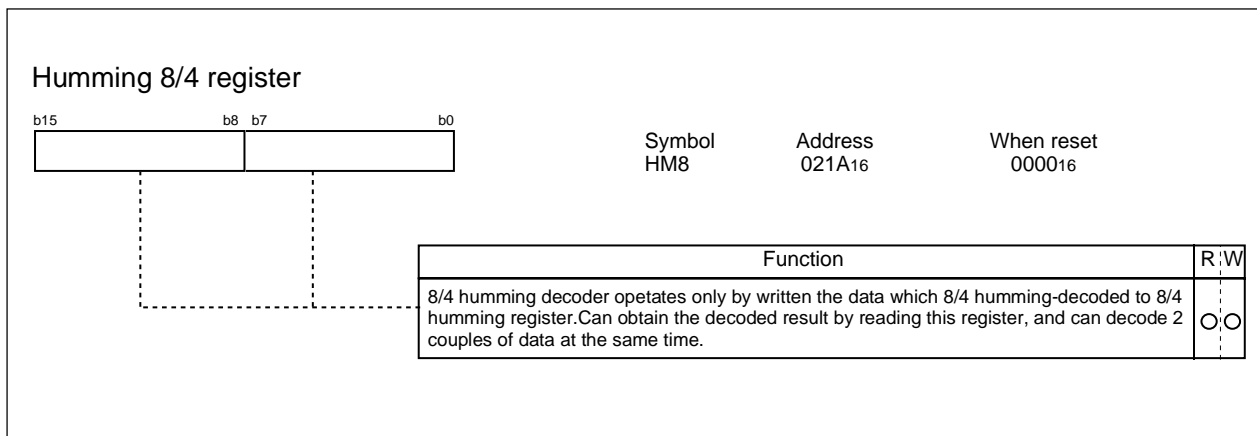 Humming 8/4 register
b15 b8 b7 b0
Symbol Address When reset
HM8 021A16 000016
Function R W
8/4 humming decoder opetates only by written the data which 8/4 humming-decoded to 8/4
humming register.Can obtain the decoded result by reading this register, and can decode 2
couples of data at the same time.